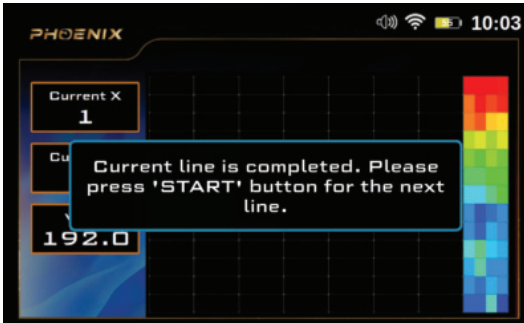 PHOENIX
10:03
Current X
1
Cu
Current line is completed. Please
press 'START' button for the next
line.
192.0